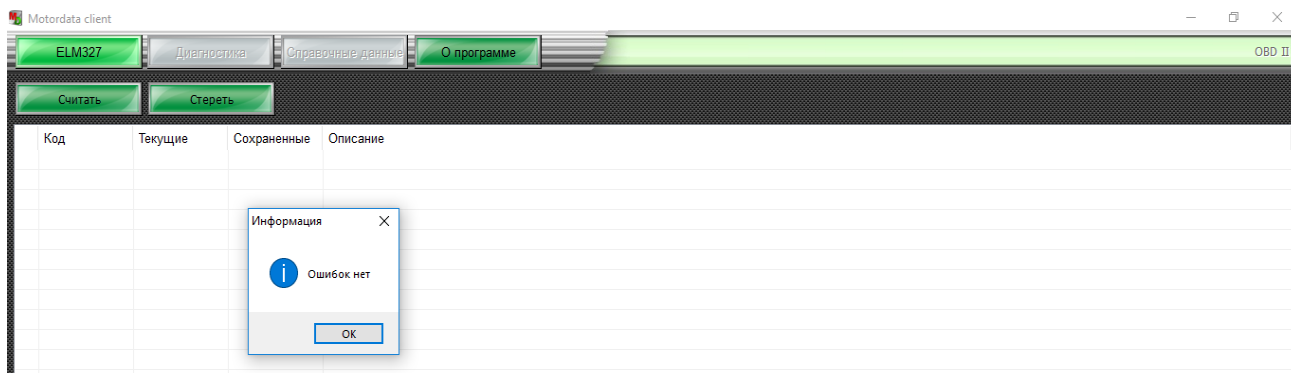 Motordata client
ELM327 Диагностика Справочные данные О программе OBD II
Считать Стереть
Код Текущие Сохраненные Описание
Информация
Ошибок нет
OK